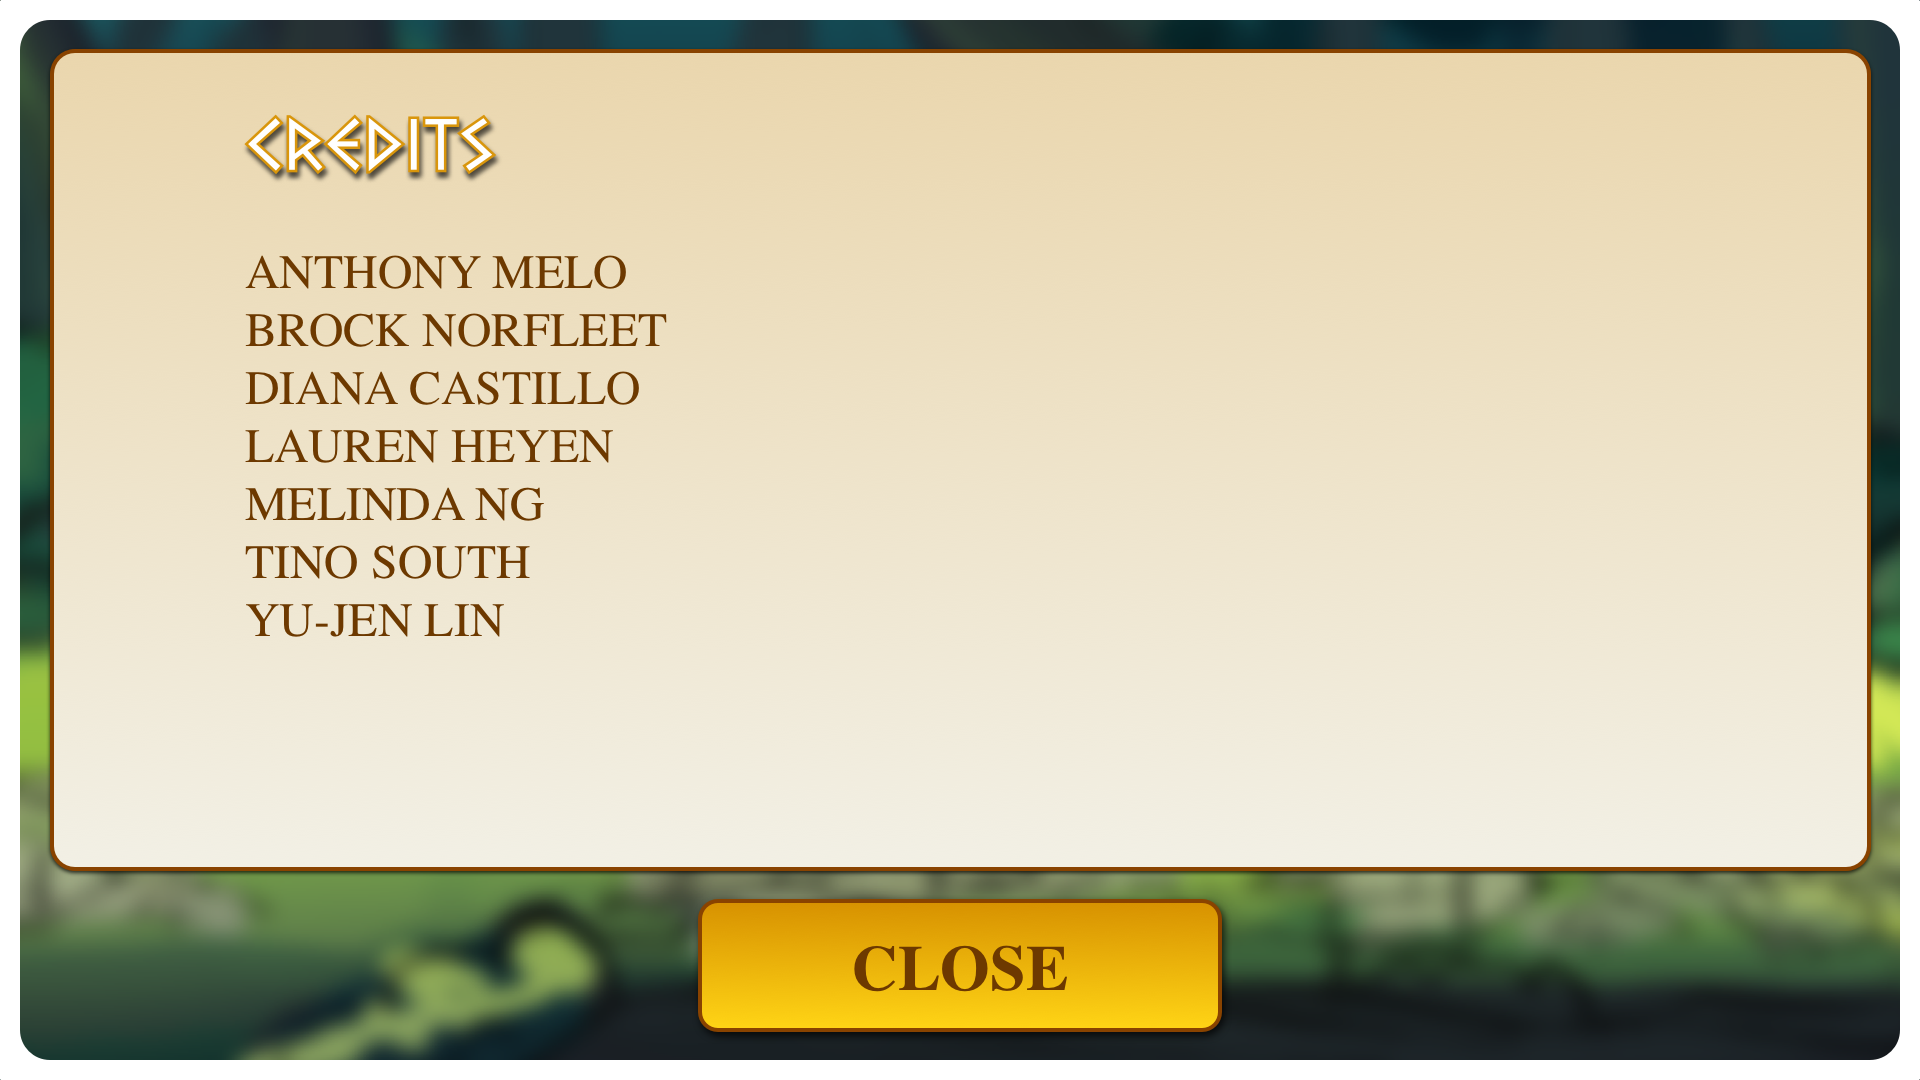 CREDITS
ANTHONY MELO
BROCK NORFLEET
DIANA CASTILLO
LAUREN HEYEN
MELINDA NG
TINO SOUTH
YU-JEN LIN
CLOSE